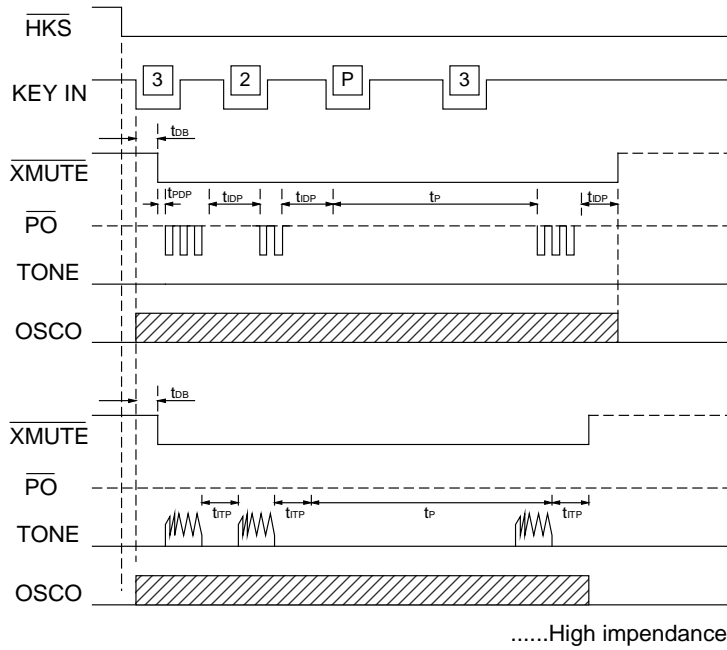 HKS
KEY IN 3 2 P 3
tDB
XMUTE
tPDP tIDP tIDP tP tIDP
PO
TONE
OSCO
tDB
XMUTE
PO
tITP tITP tP tITP
TONE
OSCO
......High impendance